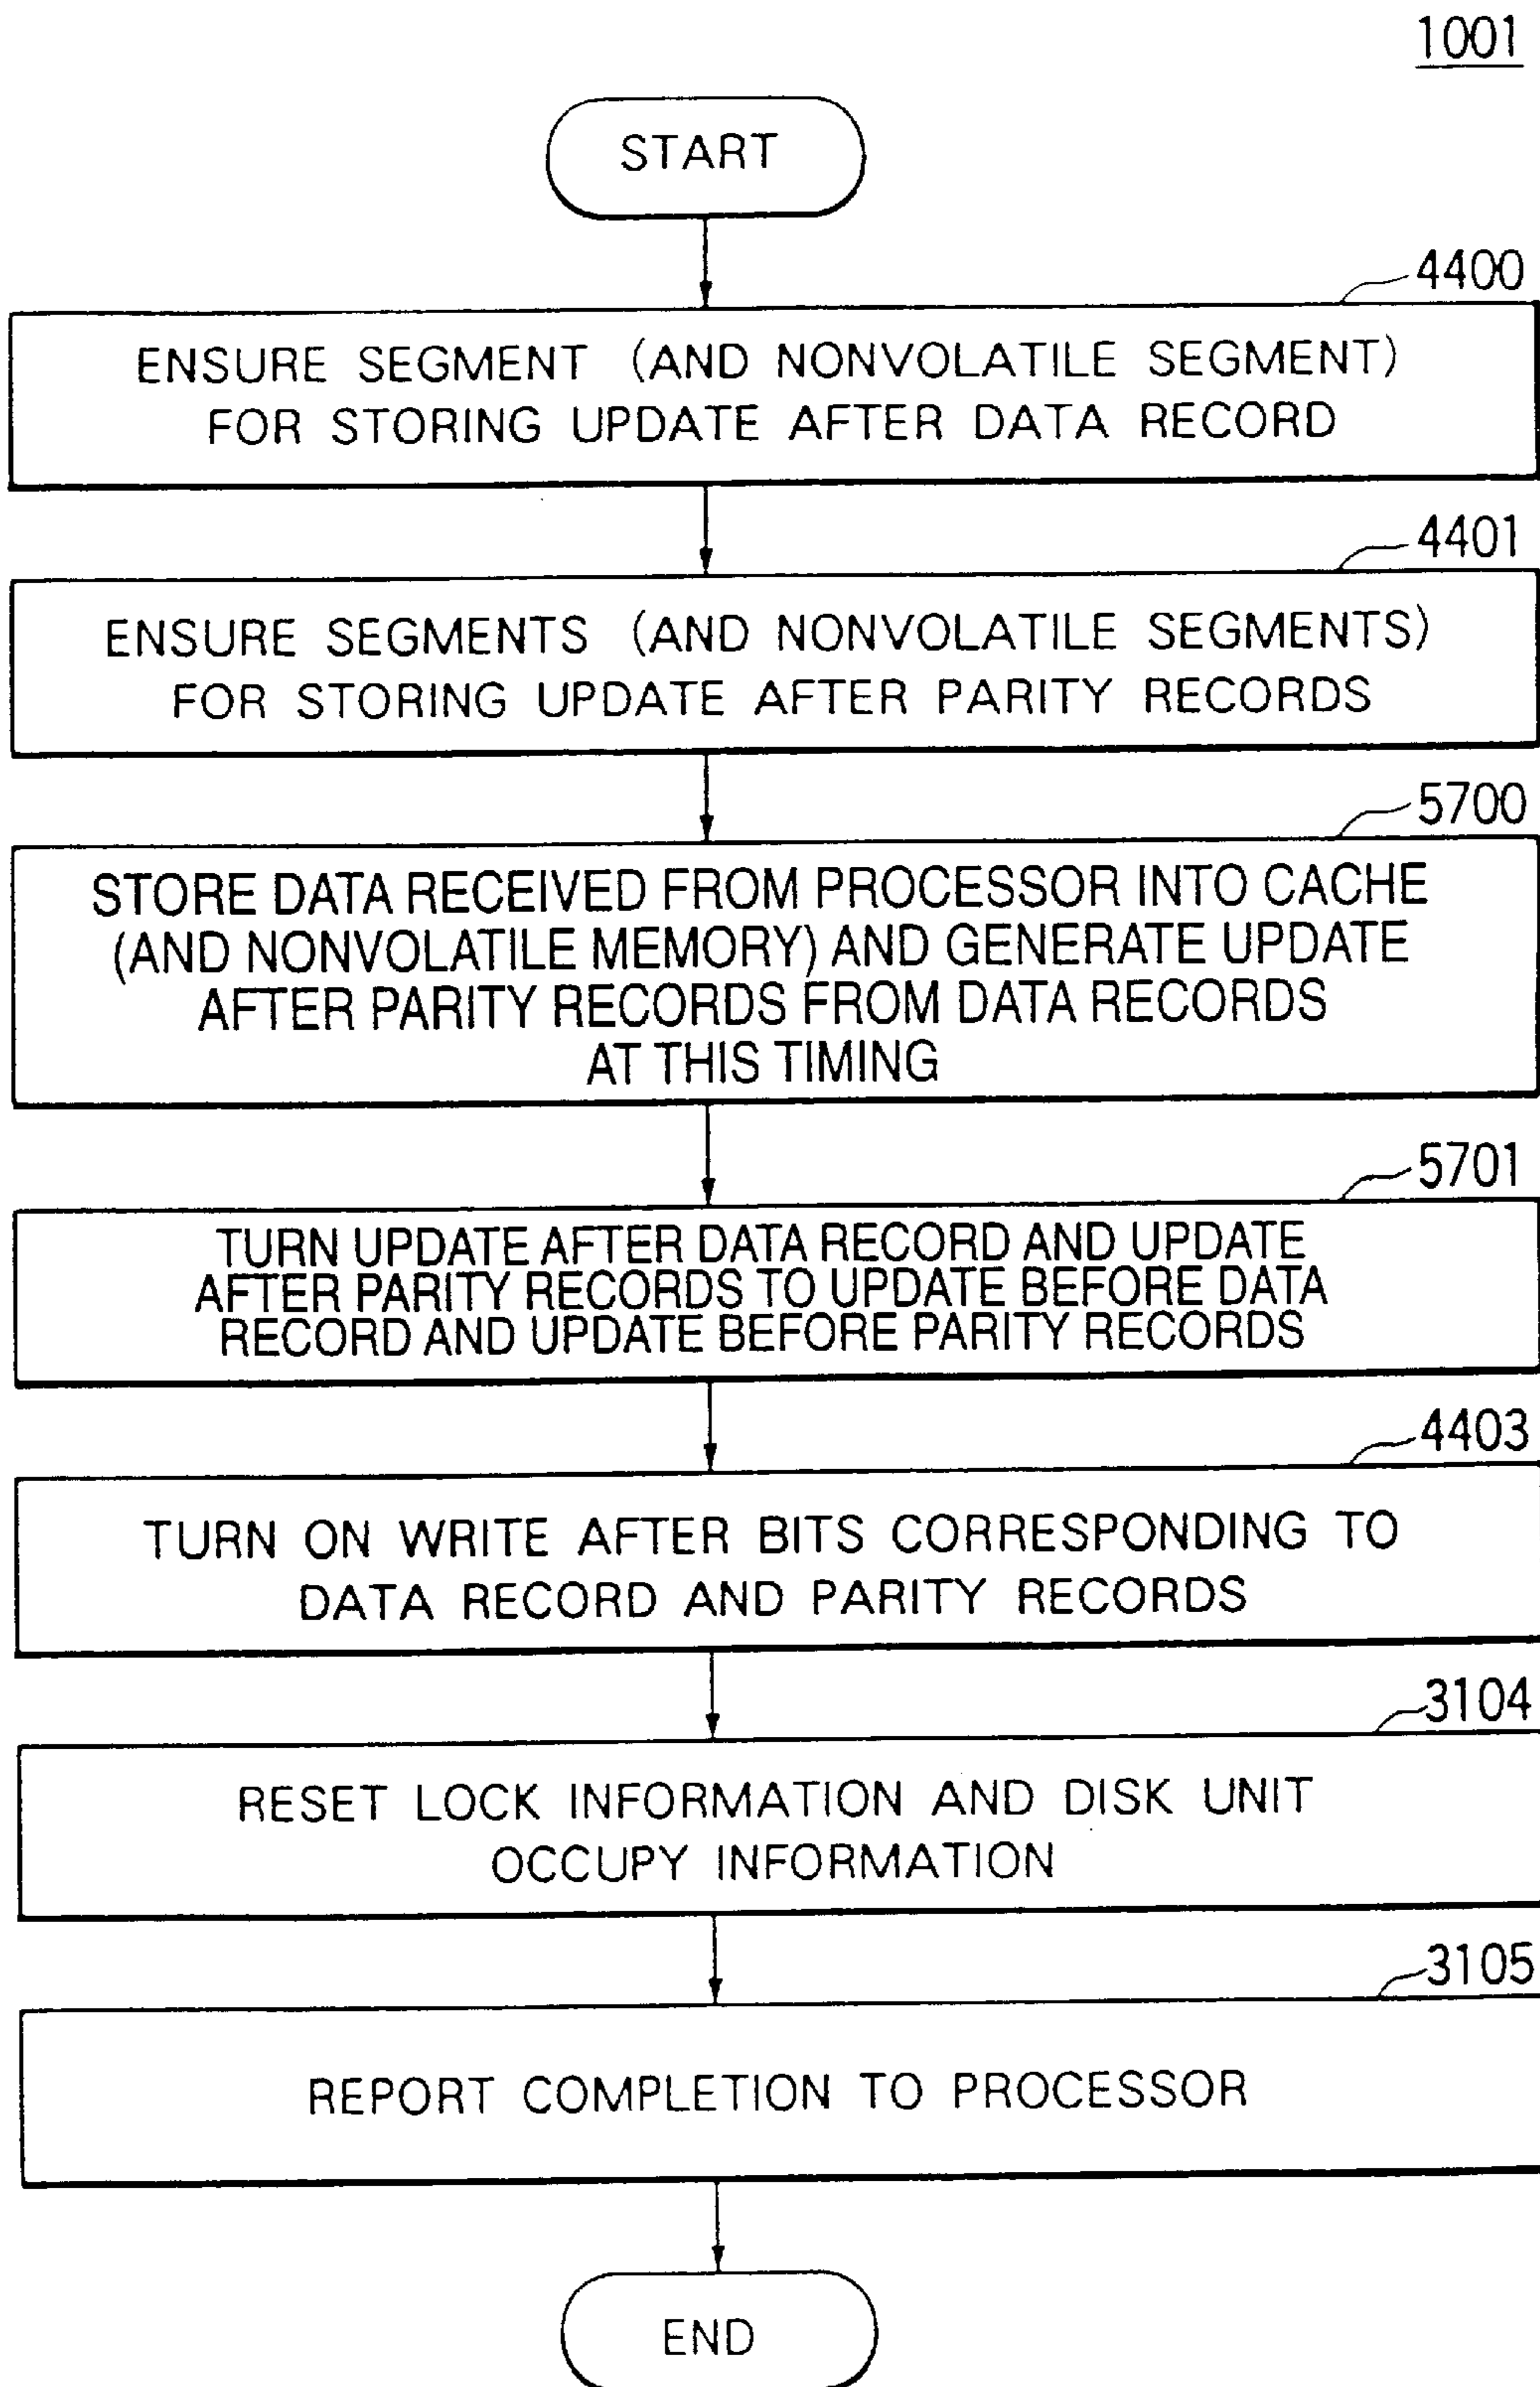 1001
START
4400
ENSURE SEGMENT (AND NONVOLATILE SEGMENT)
FOR STORING UPDATE AFTER DATA RECORD
4401
ENSURE SEGMENTS (AND NONVOLATILE SEGMENTS)
FOR STORING UPDATE AFTER PARITY RECORDS
5700
STORE DATA RECEIVED FROM PROCESSOR INTO CACHE
(AND NONVOLATILE MEMORY) AND GENERATE UPDATE
AFTER PARITY RECORDS FROM DATA RECORDS
AT THIS TIMING
5701
TURN UPDATE AFTER DATA RECORD AND UPDATE
AFTER PARITY RECORDS TO UPDATE BEFORE DATA
RECORD AND UPDATE BEFORE PARITY RECORDS
4403
TURN ON WRITE AFTER BITS CORRESPONDING TO
DATA RECORD AND PARITY RECORDS
3104
RESET LOCK INFORMATION AND DISK UNIT
OCCUPY INFORMATION
3105
REPORT COMPLETION TO PROCESSOR
END